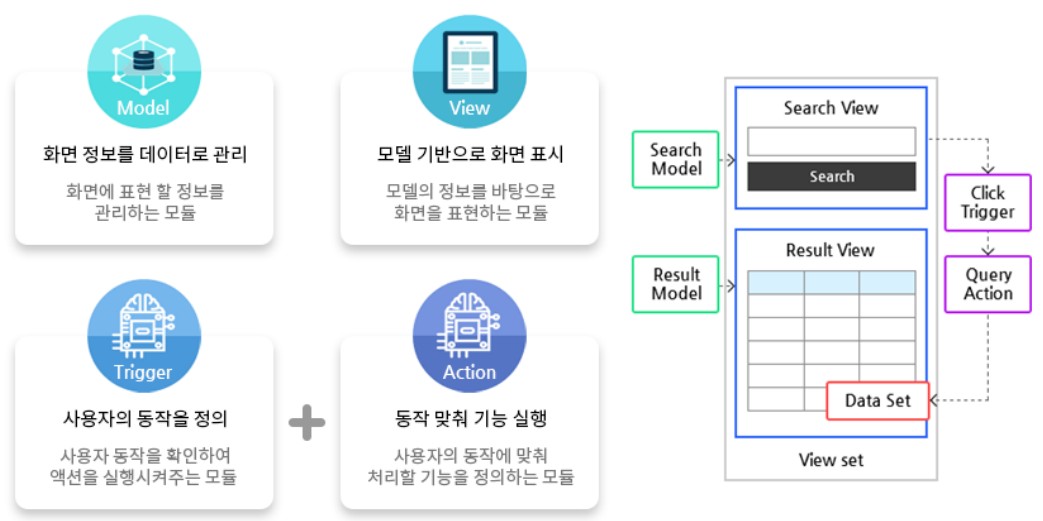 Model
화면 정보를 데이터로 관리
화면에 표현 할 정보를
관리하는 모듈
View
모델 기반으로 화면 표시
모델의 정보를 바탕으로
화면을 표현하는 모듈
Trigger
사용자의 동작을 정의
사용자 동작을 확인하여
액션을 실행시켜주는 모듈
Action
동작 맞춰 기능 실행
사용자의 동작에 맞춰
처리할 기능을 정의하는 모듈
Search
Model
Search View
Search
Click
Trigger
Result
Model
Result View
Query
Action
Data Set
View set